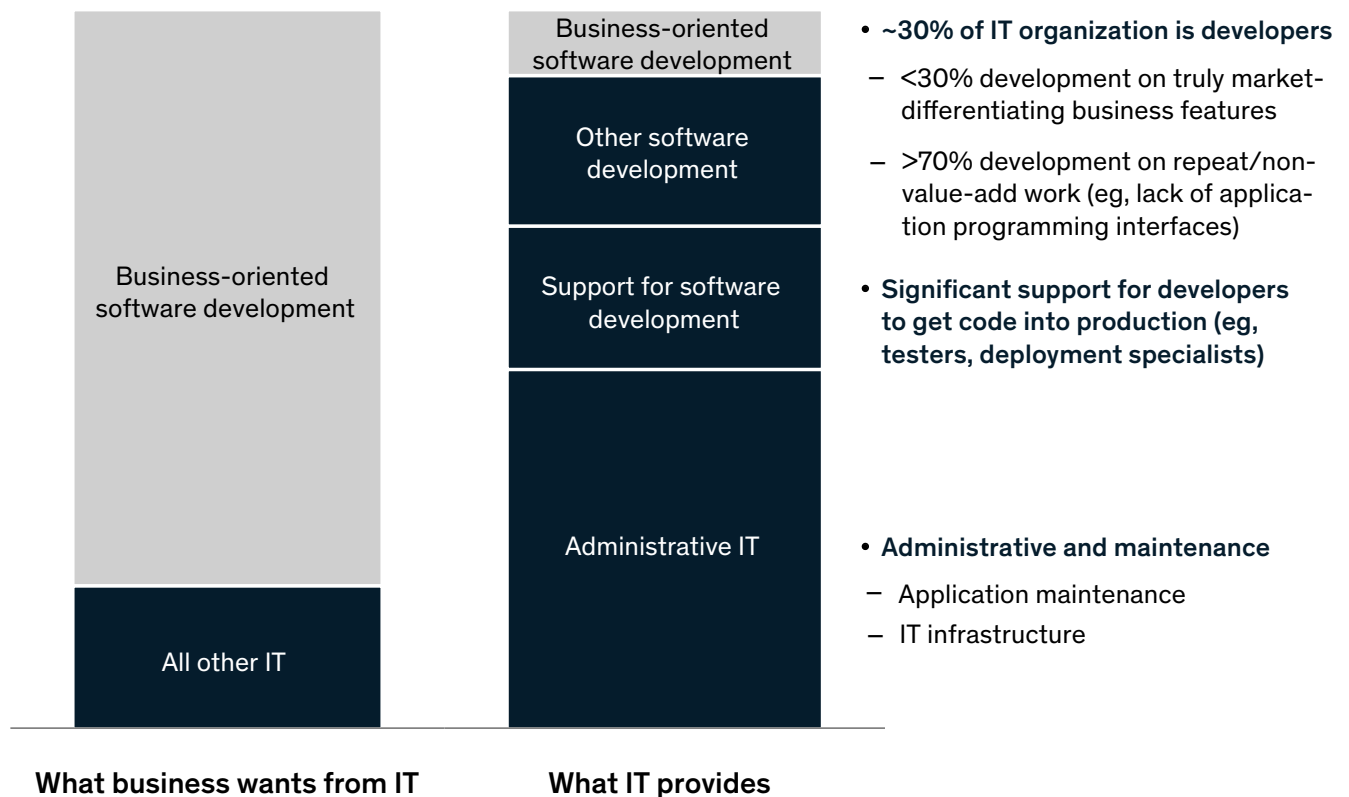 Business-oriented
software development
All other IT
What business wants from IT
Business-oriented
software development
Other software
development
Support for software
development
Administrative IT
What IT provides
• ~30% of IT organization is developers
– <30% development on truly market-
differentiating business features
– >70% development on repeat/non-
value-add work (eg, lack of applica-
tion programming interfaces)
• Significant support for developers
to get code into production (eg,
testers, deployment specialists)
• Administrative and maintenance
– Application maintenance
– IT infrastructure